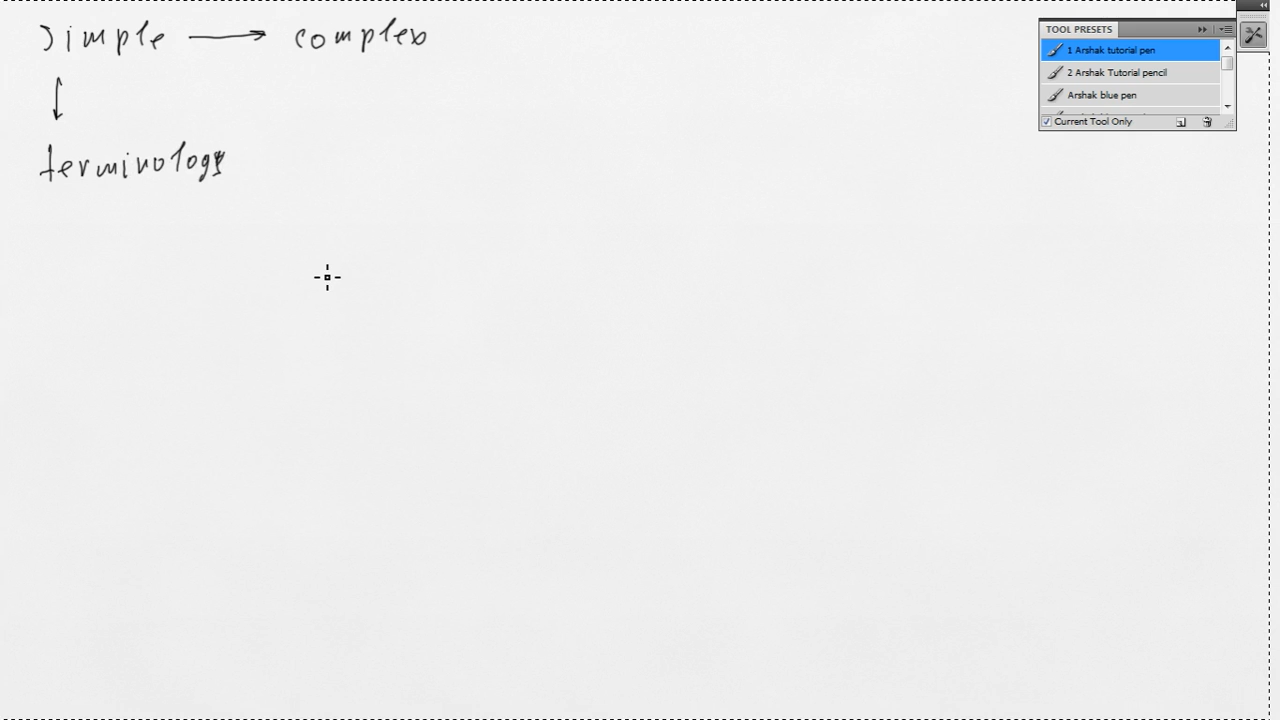 simple → complex
TOOL PRESETS
1 Arshak tutorial pen
2 Arshak Tutorial pencil
Arshak blue pen
Current Tool Only
terminology